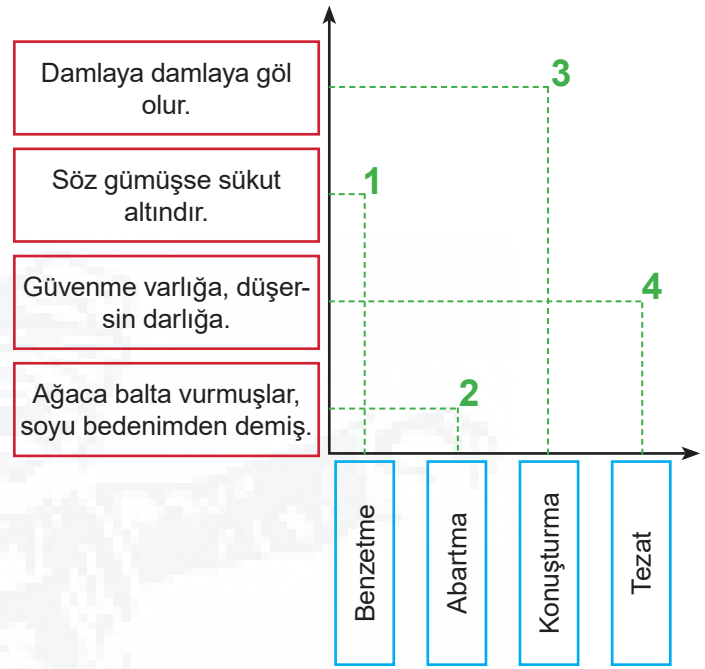 Damlaya damlaya göl
olur.
3
Söz gümüşse sükut
altındır.
1
Güvenme varlığa, düşer-
sin darlığa.
4
Ağaca balta vurmuşlar,
soyu bedenimden demiş.
2
Benzetme
Abartma
Konuşturma
Tezat